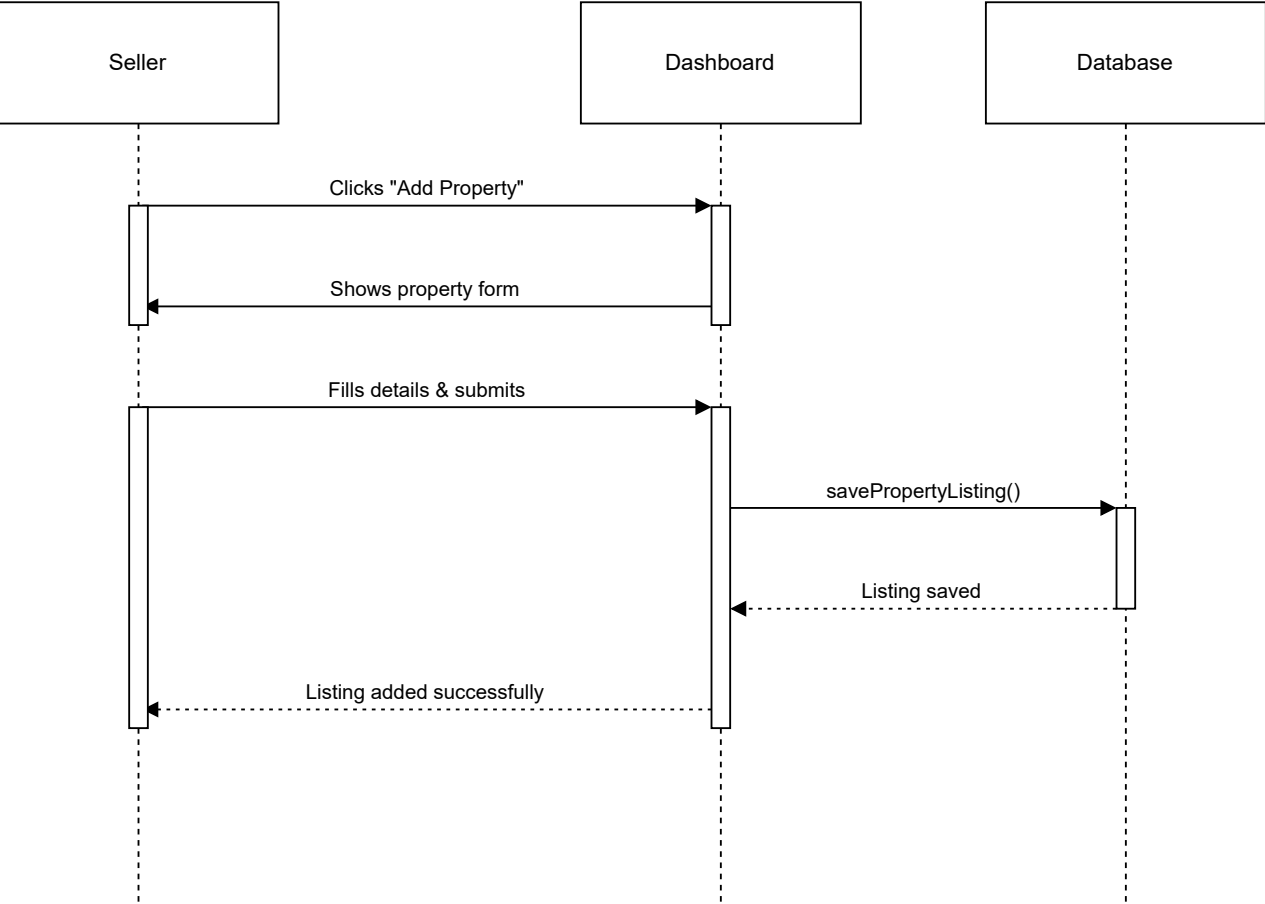 Seller
Dashboard
Database
Clicks "Add Property"
Shows property form
Fills details & submits
savePropertyListing()
Listing saved
Listing added successfully